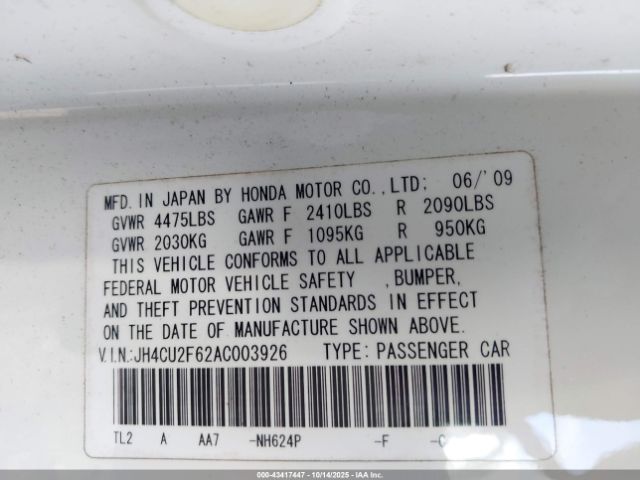 MFD. IN JAPAN BY HONDA MOTOR CO.,LTD; 06/'09
GVWR 4475LBS GAWR F 2410LBS R 2090LBS
GVWR 2030KG GAWR F 1095KG R 950KG
THIS VEHICLE CONFORMS TO ALL APPLICABLE
FEDERAL MOTOR VEHICLE SAFETY ,BUMPER,
AND THEFT PREVENTION STANDARDS IN EFFECT
ON THE DATE OF MANUFACTURE SHOWN ABOVE.
V.I.N.:JH4CU2F62AC003926 TYPE: PASSENGER CAR
TL2 A AA7 -NH624P -F -C
000-43417447 - 10/14/2025 - COPART